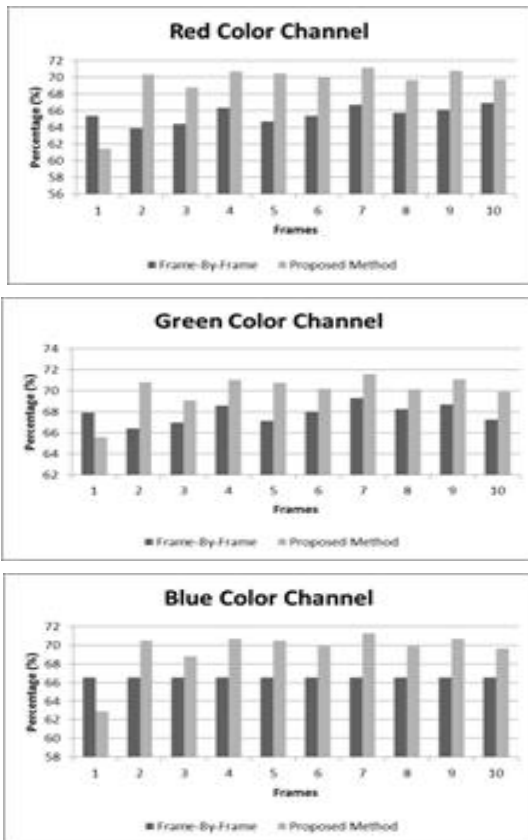 Red Color Channel
Percentage (%)
72
70
68
66
64
62
60
58
56
1 2 3 4 5 6 7 8 9 10
Frames
Frame-By-Frame Proposed Method
Green Color Channel
Percentage (%)
74
72
70
68
66
64
62
1 2 3 4 5 6 7 8 9 10
Frames
Frame-By-Frame Proposed Method
Blue Color Channel
Percentage (%)
72
70
68
66
64
62
60
58
1 2 3 4 5 6 7 8 9 10
Frames
Frame-By-Frame Proposed Method